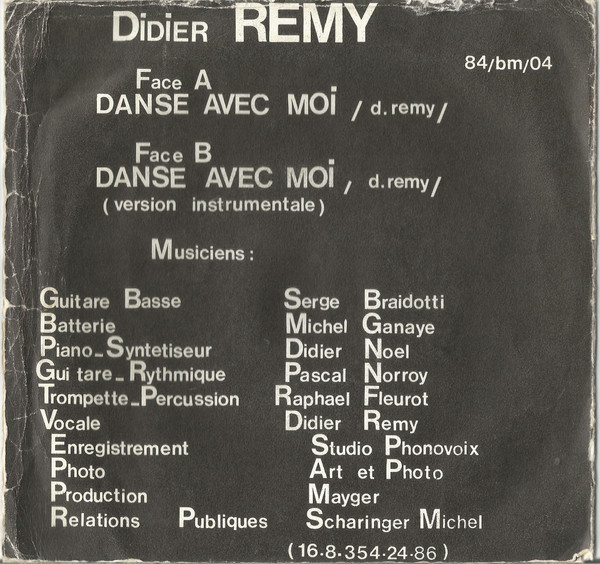 DiDiER REMY
84/bm/04
Face A
DANSE AVEC MOi / d.remy/
Face B
DANSE AVEC MOi / d.remy/
( version instrumentale )
Musiciens :
Guitare Basse Serge Braidotti
Batterie Michel Ganaye
Piano_Syntetiseur Didier Noel
Gui tare_Rythmique Pascal Norroy
Trompette_Percussion Raphael Fleurot
Vocale Didier Remy
Enregistrement Studio Phonovoix
Photo Art et Photo
Production Mayger
Relations Publiques Scharinger Michel
(16.8.354.24.86)